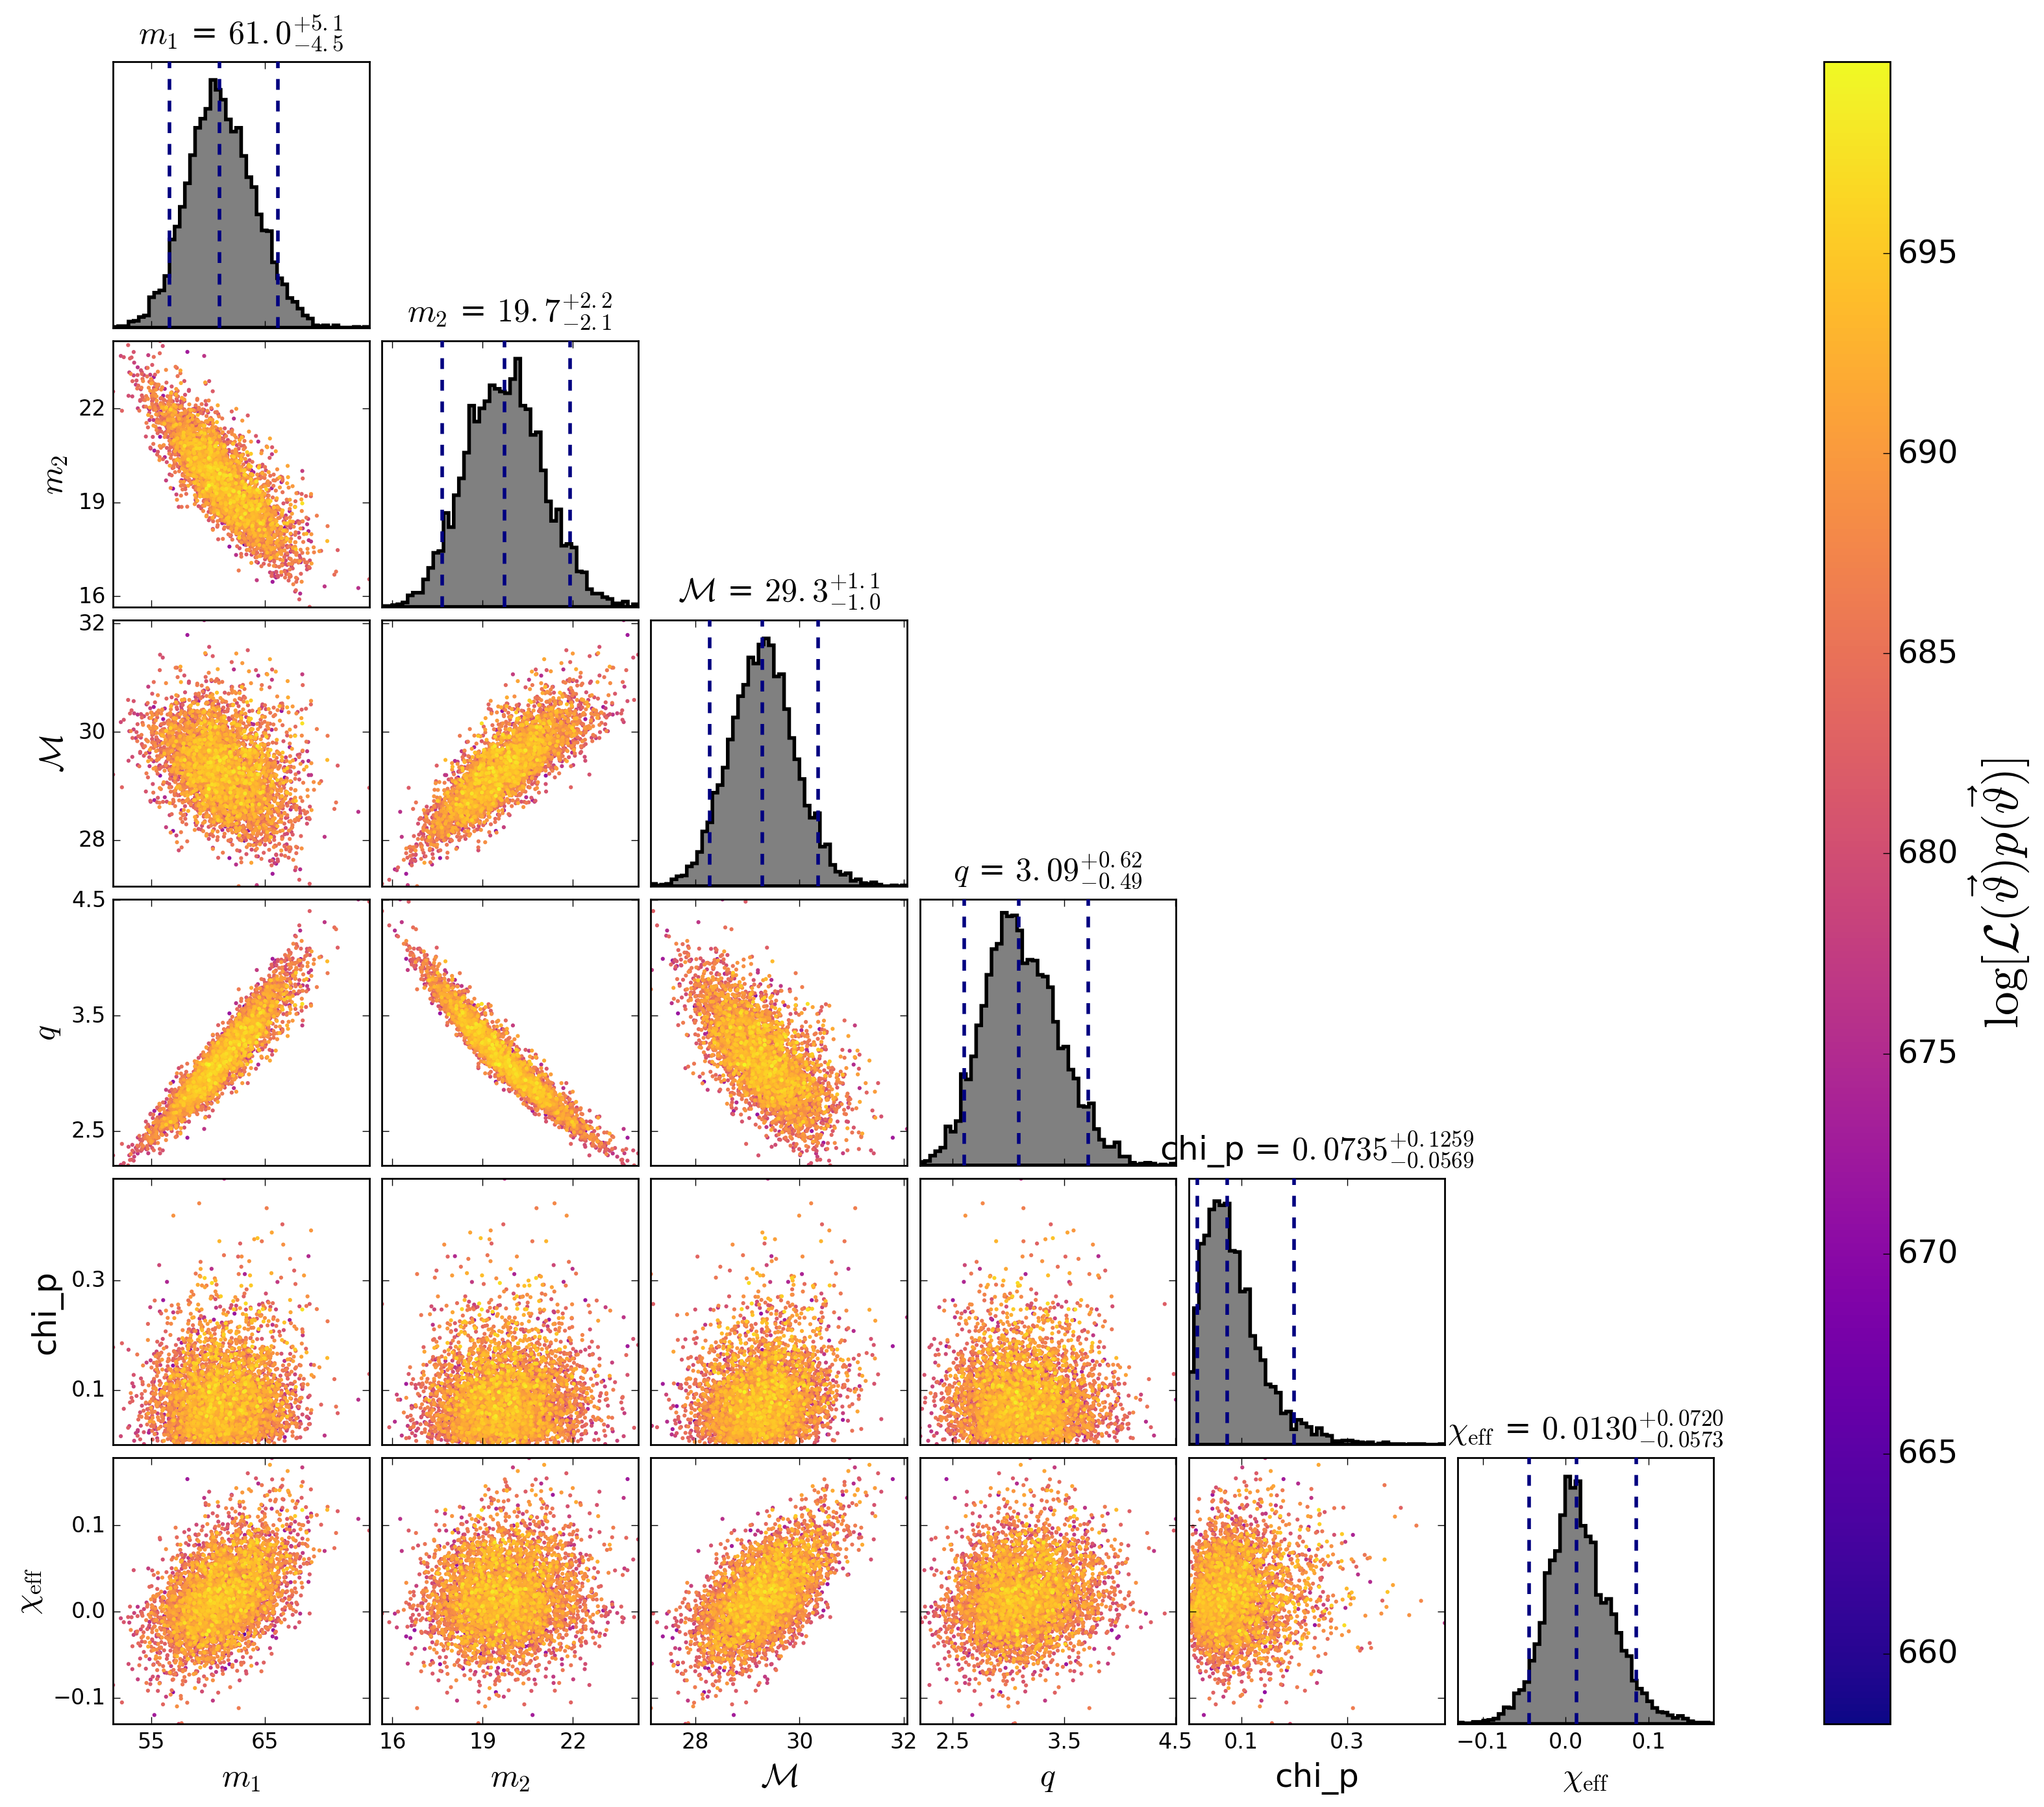 m₁ = 61.0^{+5.1}_{−4.5}
m₂ = 19.7^{+2.2}_{−2.1}
ℳ = 29.3^{+1.1}_{−1.0}
q = 3.09^{+0.62}_{−0.49}
chi_p = 0.0735^{+0.1259}_{−0.0569}
χ_eff = 0.0130^{+0.0720}_{−0.0573}
m₂
22
19
16
ℳ
32
30
28
q
4.5
3.5
2.5
chi_p
0.3
0.1
χ_eff
0.1
0.0
−0.1
55 65
16 19 22
28 30 32
2.5 3.5 4.5
0.1 0.3
−0.1 0.0 0.1
m₁
m₂
ℳ
q
chi_p
χ_eff
695
690
685
680
675
670
665
660
log[ℒ(ϑ⃗)p(ϑ⃗)]